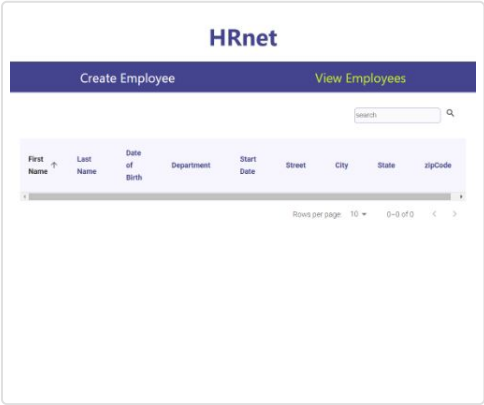 HRnet
Create Employee View Employees
search
First Name Last Name Date of Birth Department Start Date Street City State zipCode
Rows per page: 10 0–0 of 0